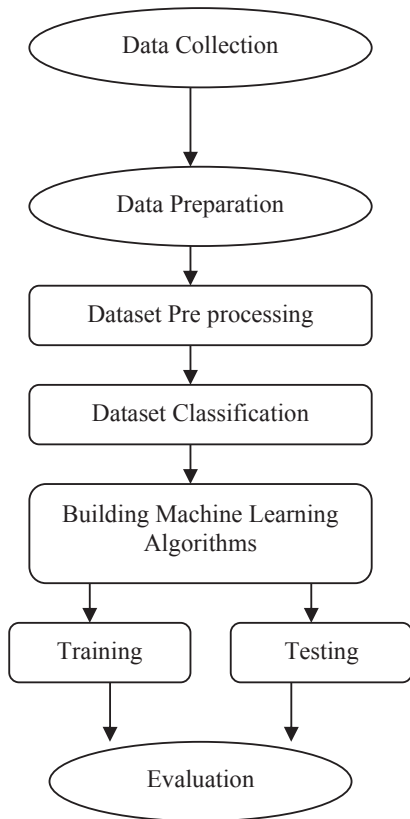 Data Collection
Data Preparation
Dataset Pre processing
Dataset Classification
Building Machine Learning
Algorithms
Training
Testing
Evaluation